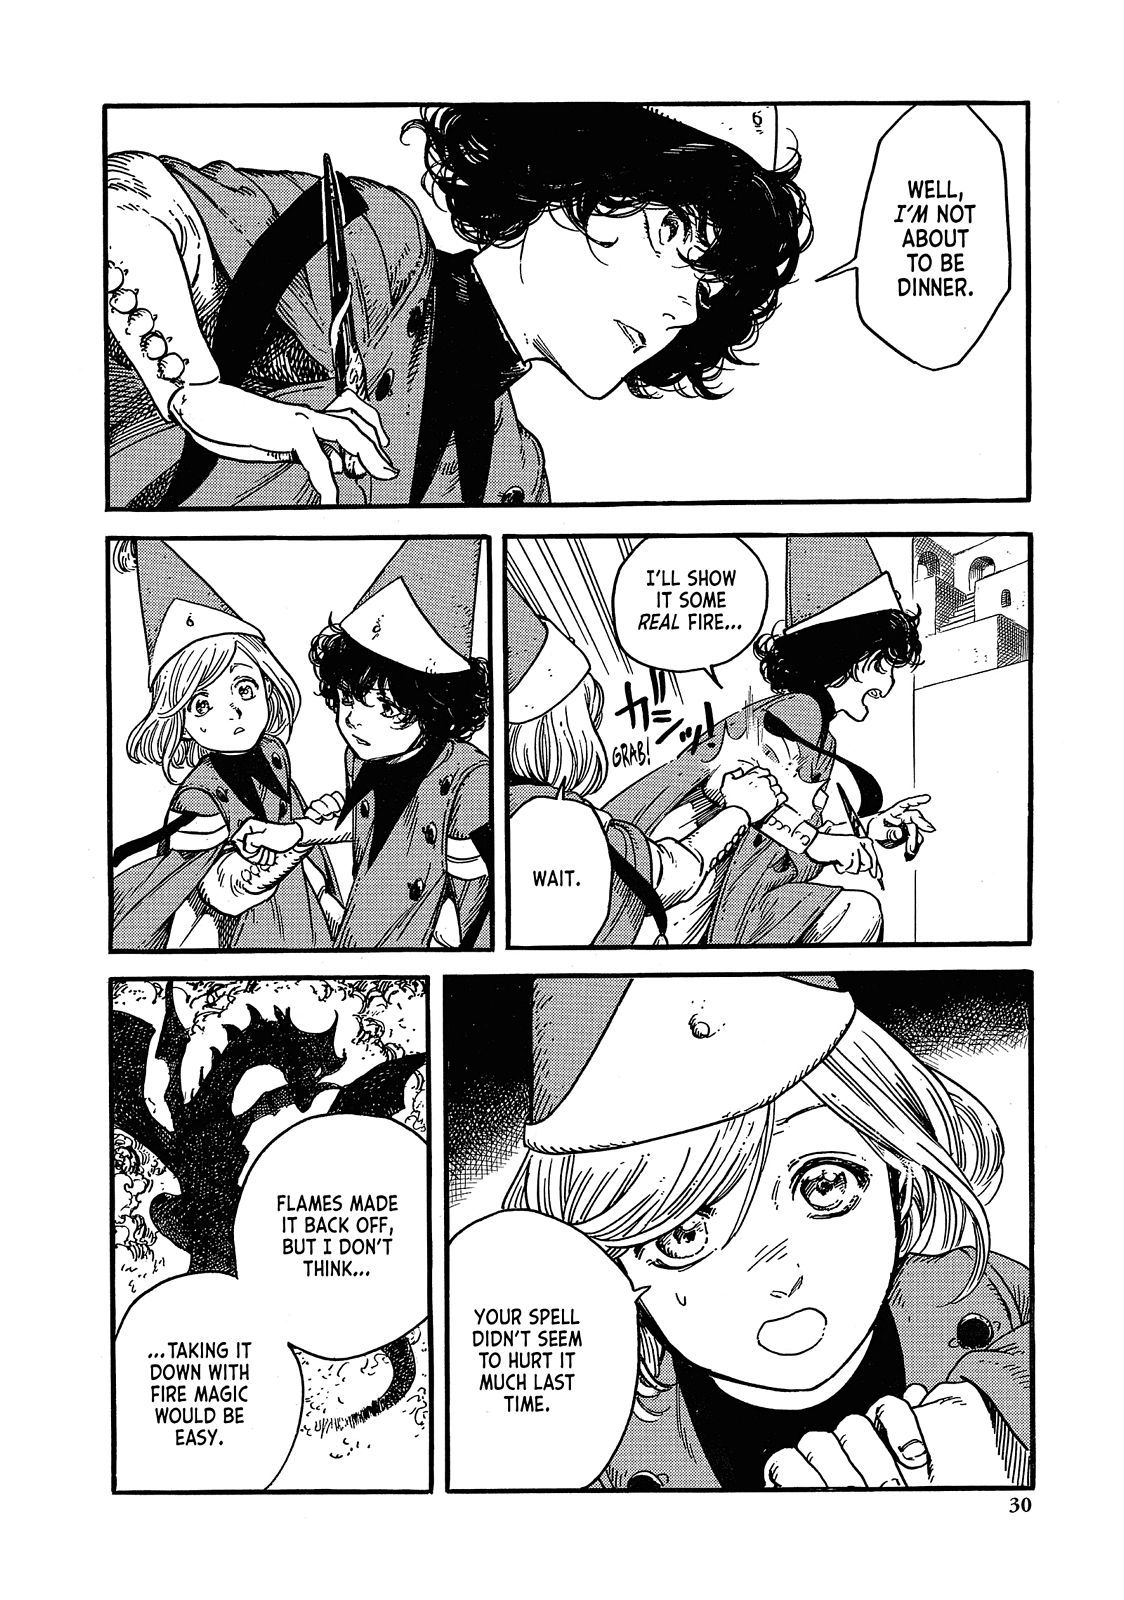 WELL,
I'M NOT
ABOUT
TO BE
DINNER.
I'LL SHOW
IT SOME
REAL FIRE...
ガシッ!
GRAB!
WAIT.
YOUR SPELL
DIDN'T SEEM
TO HURT IT
MUCH LAST
TIME.
FLAMES MADE
IT BACK OFF,
BUT I DON'T
THINK...
...TAKING IT
DOWN WITH
FIRE MAGIC
WOULD BE
EASY.
30